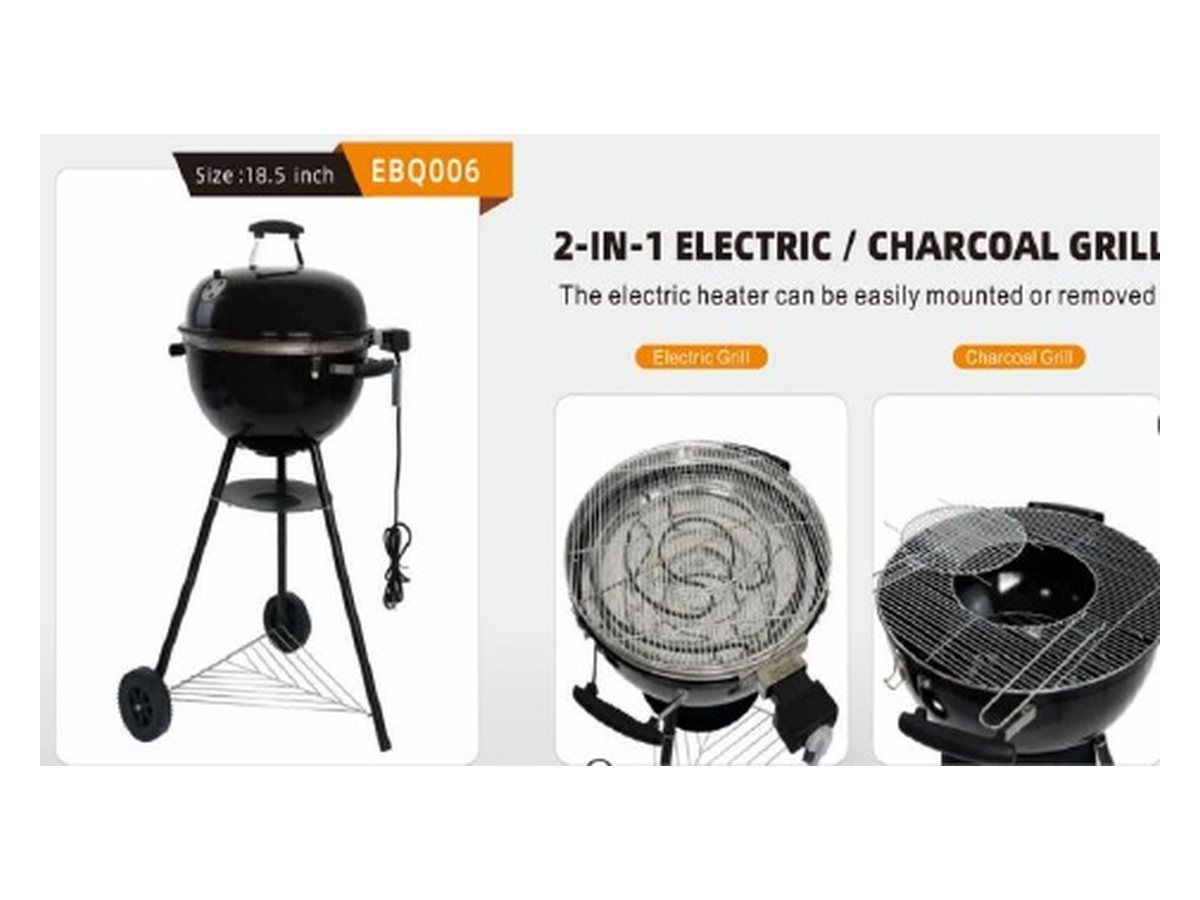 Size:18.5 inch
EBQ006
2-IN-1 ELECTRIC / CHARCOAL GRILL
The electric heater can be easily mounted or removed
Electric Grill
Charcoal Grill